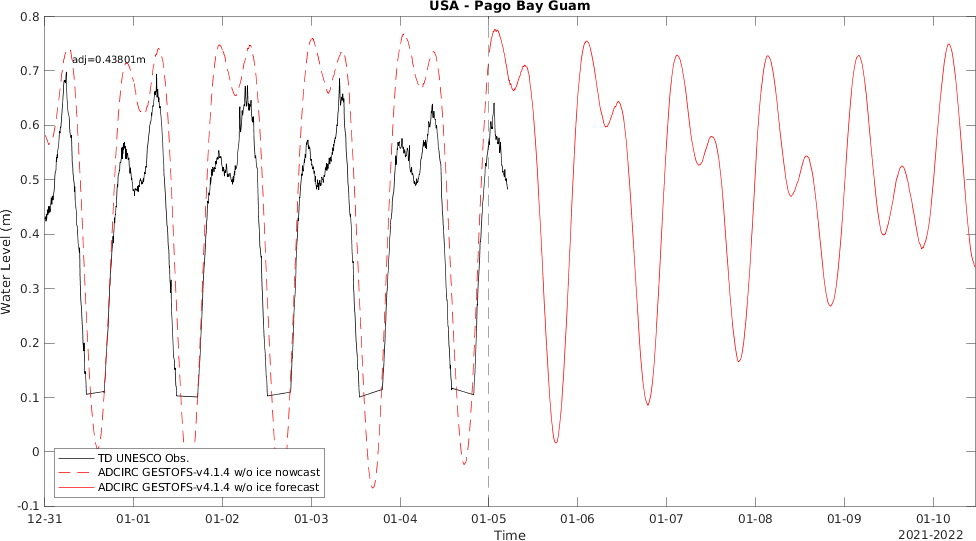 USA - Pago Bay Guam
adj=0.43801m
Water Level (m)
0.8
0.7
0.6
0.5
0.4
0.3
0.2
0.1
0
-0.1
TD UNESCO Obs.
ADCIRC GESTOFS-v4.1.4 w/o ice nowcast
ADCIRC GESTOFS-v4.1.4 w/o ice forecast
12-31 01-01 01-02 01-03 01-04 01-05 01-06 01-07 01-08 01-09 01-10
Time
2021-2022